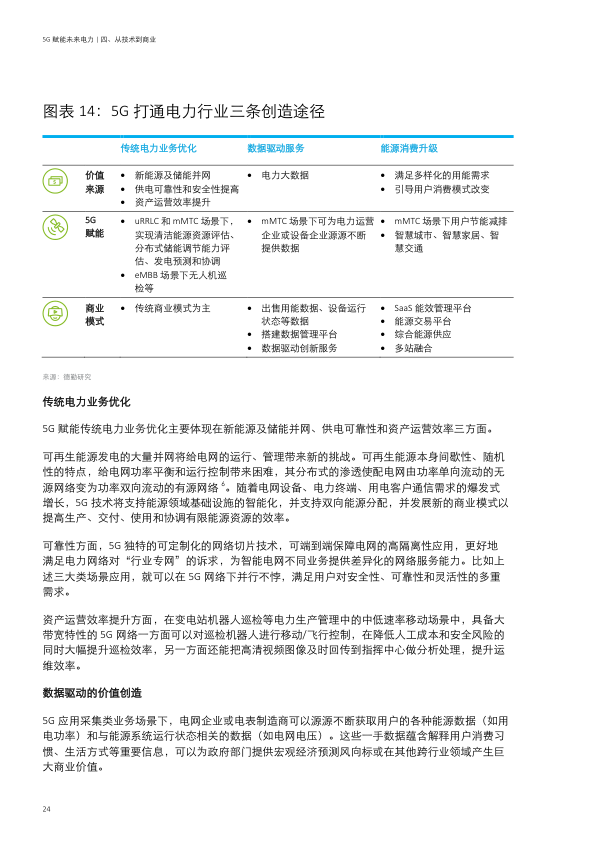 5G 赋能未来电力 | 四、从技术到商业
图表 14：5G 打通电力行业三条创造途径
传统电力业务优化 数据驱动服务 能源消费升级
价值
来源
• 新能源及储能并网
• 供电可靠性和安全性提高
• 资产运营效率提升
• 电力大数据
• 满足多样化的用能需求
• 引导用户消费模式改变
5G
赋能
• uRRLC 和 mMTC 场景下，
实现清洁能源资源评估、
分布式储能调节能力评
估、发电预测和协调
• eMBB 场景下无人机巡
检等
• mMTC 场景下可为电力运营
企业或设备企业源源不断
提供数据
• mMTC 场景下用户节能减排
• 智慧城市、智慧家居、智
慧交通
商业
模式
• 传统商业模式为主
• 出售用能数据、设备运行
状态等数据
• 搭建数据管理平台
• 数据驱动创新服务
• SaaS 能效管理平台
• 能源交易平台
• 综合能源供应
• 多站融合
来源：德勤研究
传统电力业务优化
5G 赋能传统电力业务优化主要体现在新能源及储能并网、供电可靠性和资产运营效率三方面。
可再生能源发电的大量并网将给电网的运行、管理带来新的挑战。可再生能源本身间歇性、随机
性的特点，给电网功率平衡和运行控制带来困难，其分布式的渗透使配电网由功率单向流动的无
源网络变为功率双向流动的有源网络 6。随着电网设备、电力终端、用电客户通信需求的爆发式
增长，5G 技术将支持能源领域基础设施的智能化，并支持双向能源分配，并发展新的商业模式以
提高生产、交付、使用和协调有限能源资源的效率。
可靠性方面，5G 独特的可定制化的网络切片技术，可端到端保障电网的高隔离性应用，更好地
满足电力网络对“行业专网”的诉求，为智能电网不同业务提供差异化的网络服务能力。比如上
述三大类场景应用，就可以在 5G 网络下并行不悖，满足用户对安全性、可靠性和灵活性的多重
需求。
资产运营效率提升方面，在变电站机器人巡检等电力生产管理中的中低速率移动场景中，具备大
带宽特性的 5G 网络一方面可以对巡检机器人进行移动/飞行控制，在降低人工成本和安全风险的
同时大幅提升巡检效率，另一方面还能把高清视频图像及时回传到指挥中心做分析处理，提升运
维效率。
数据驱动的价值创造
5G 应用采集类业务场景下，电网企业或电表制造商可以源源不断获取用户的各种能源数据（如用
电功率）和与能源系统运行状态相关的数据（如电网电压）。这些一手数据蕴含解释用户消费习
惯、生活方式等重要信息，可以为政府部门提供宏观经济预测风向标或在其他跨行业领域产生巨
大商业价值。
24